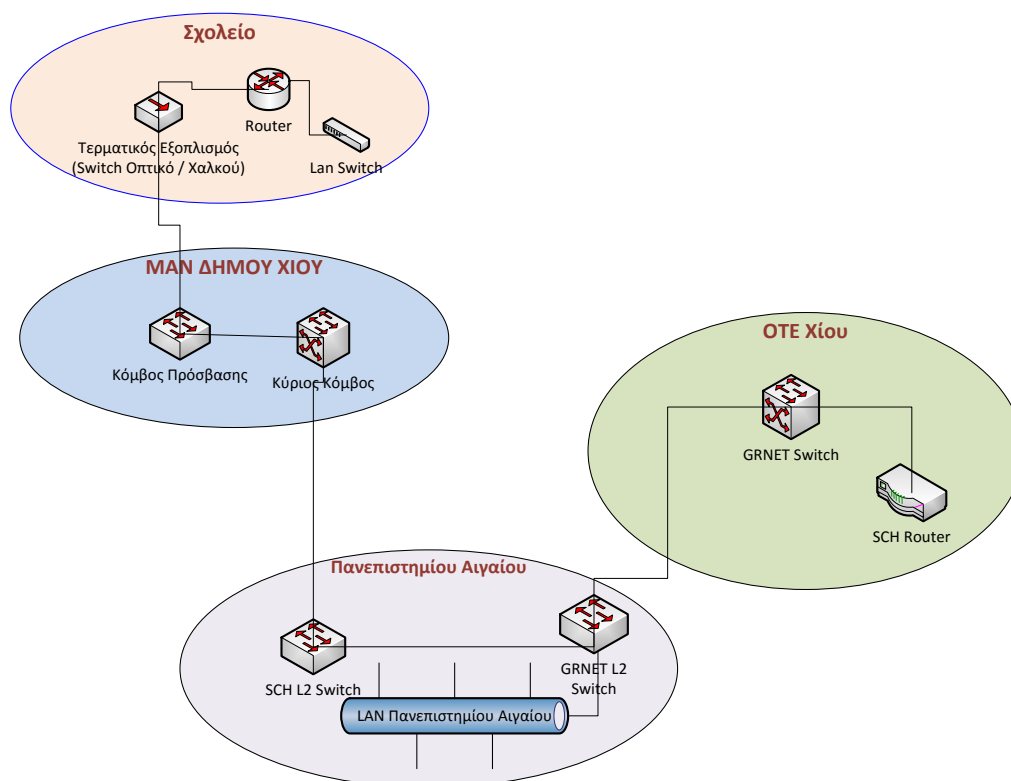 Σχολείο
Router
Τερματικός Εξοπλισμός
(Switch Οπτικό / Χαλκού)
Lan Switch
ΜΑΝ ΔΗΜΟΥ ΧΙΟΥ
Κόμβος Πρόσβασης
Κύριος Κόμβος
ΟΤΕ Χίου
GRNET Switch
SCH Router
Πανεπιστημίου Αιγαίου
SCH L2 Switch
GRNET L2
Switch
LAN Πανεπιστημίου Αιγαίου